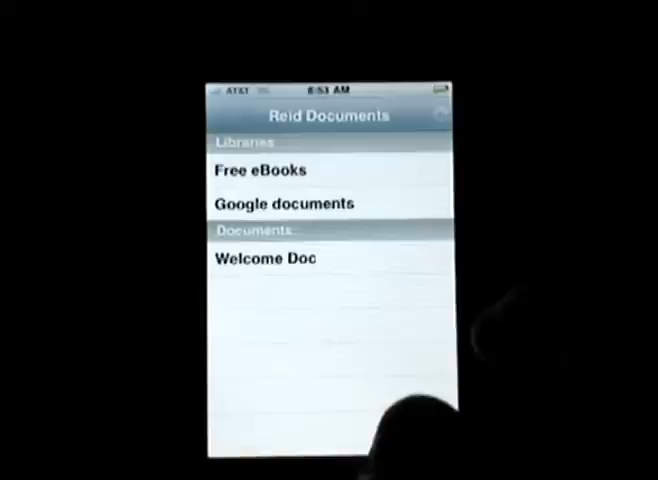 AT&T 8:53 AM
Reid Documents
Libraries
Free eBooks
Google documents
Documents
Welcome Doc